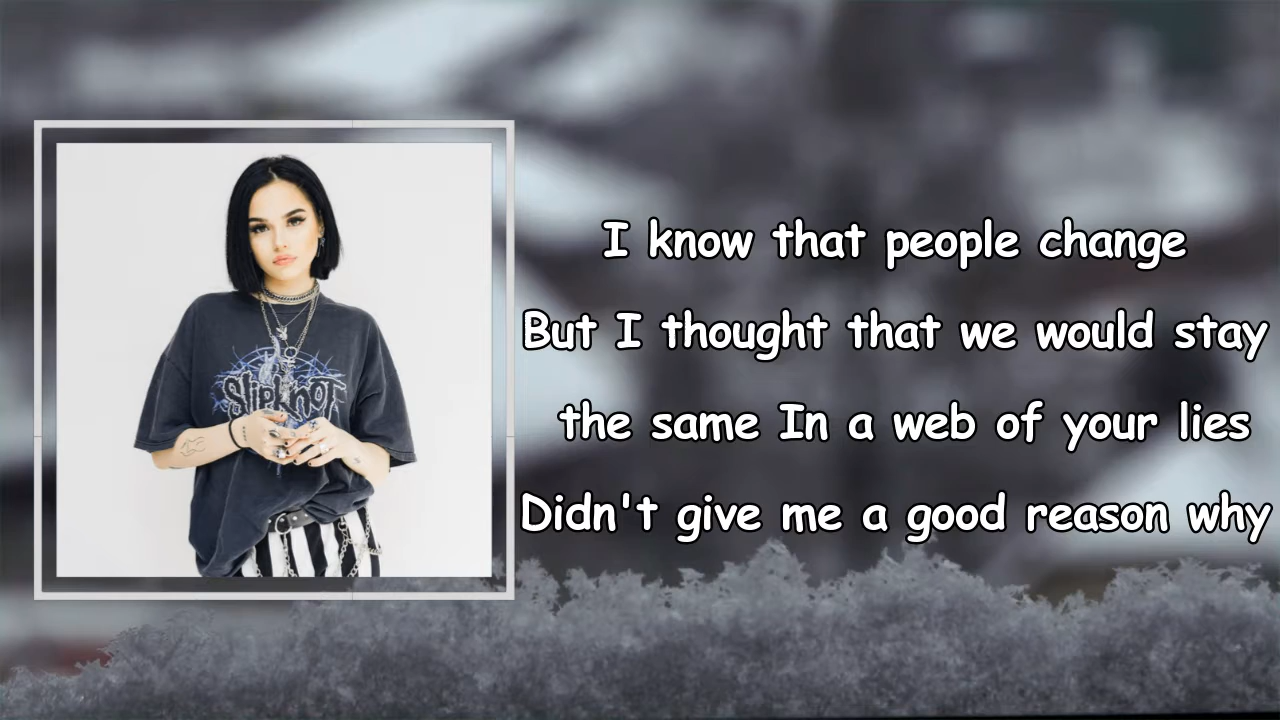 I know that people change
But I thought that we would stay
the same In a web of your lies
Didn't give me a good reason why
SlipKnoT